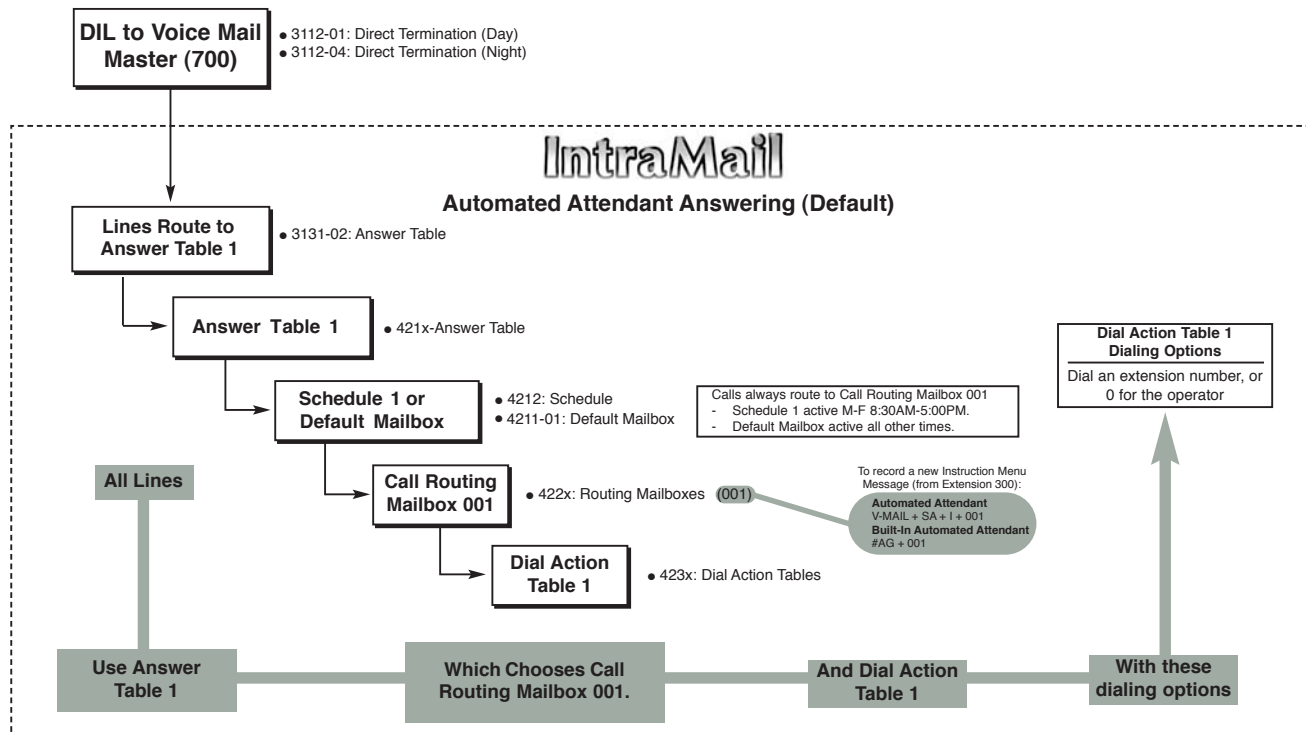 DIL to Voice Mail
Master (700)
● 3112-01: Direct Termination (Day)
● 3112-04: Direct Termination (Night)
IntraMail
Automated Attendant Answering (Default)
Lines Route to
Answer Table 1
● 3131-02: Answer Table
Answer Table 1
● 421x-Answer Table
Schedule 1 or
Default Mailbox
● 4212: Schedule
● 4211-01: Default Mailbox
Calls always route to Call Routing Mailbox 001
- Schedule 1 active M-F 8:30AM-5:00PM.
- Default Mailbox active all other times.
Dial Action Table 1
Dialing Options
Dial an extension number, or
0 for the operator
Call Routing
Mailbox 001
● 422x: Routing Mailboxes (001)
To record a new Instruction Menu
Message (from Extension 300):
Automated Attendant
V-MAIL + SA + I + 001
Built-In Automated Attendant
#AG + 001
Dial Action
Table 1
● 423x: Dial Action Tables
All Lines
Use Answer
Table 1
Which Chooses Call
Routing Mailbox 001.
And Dial Action
Table 1
With these
dialing options